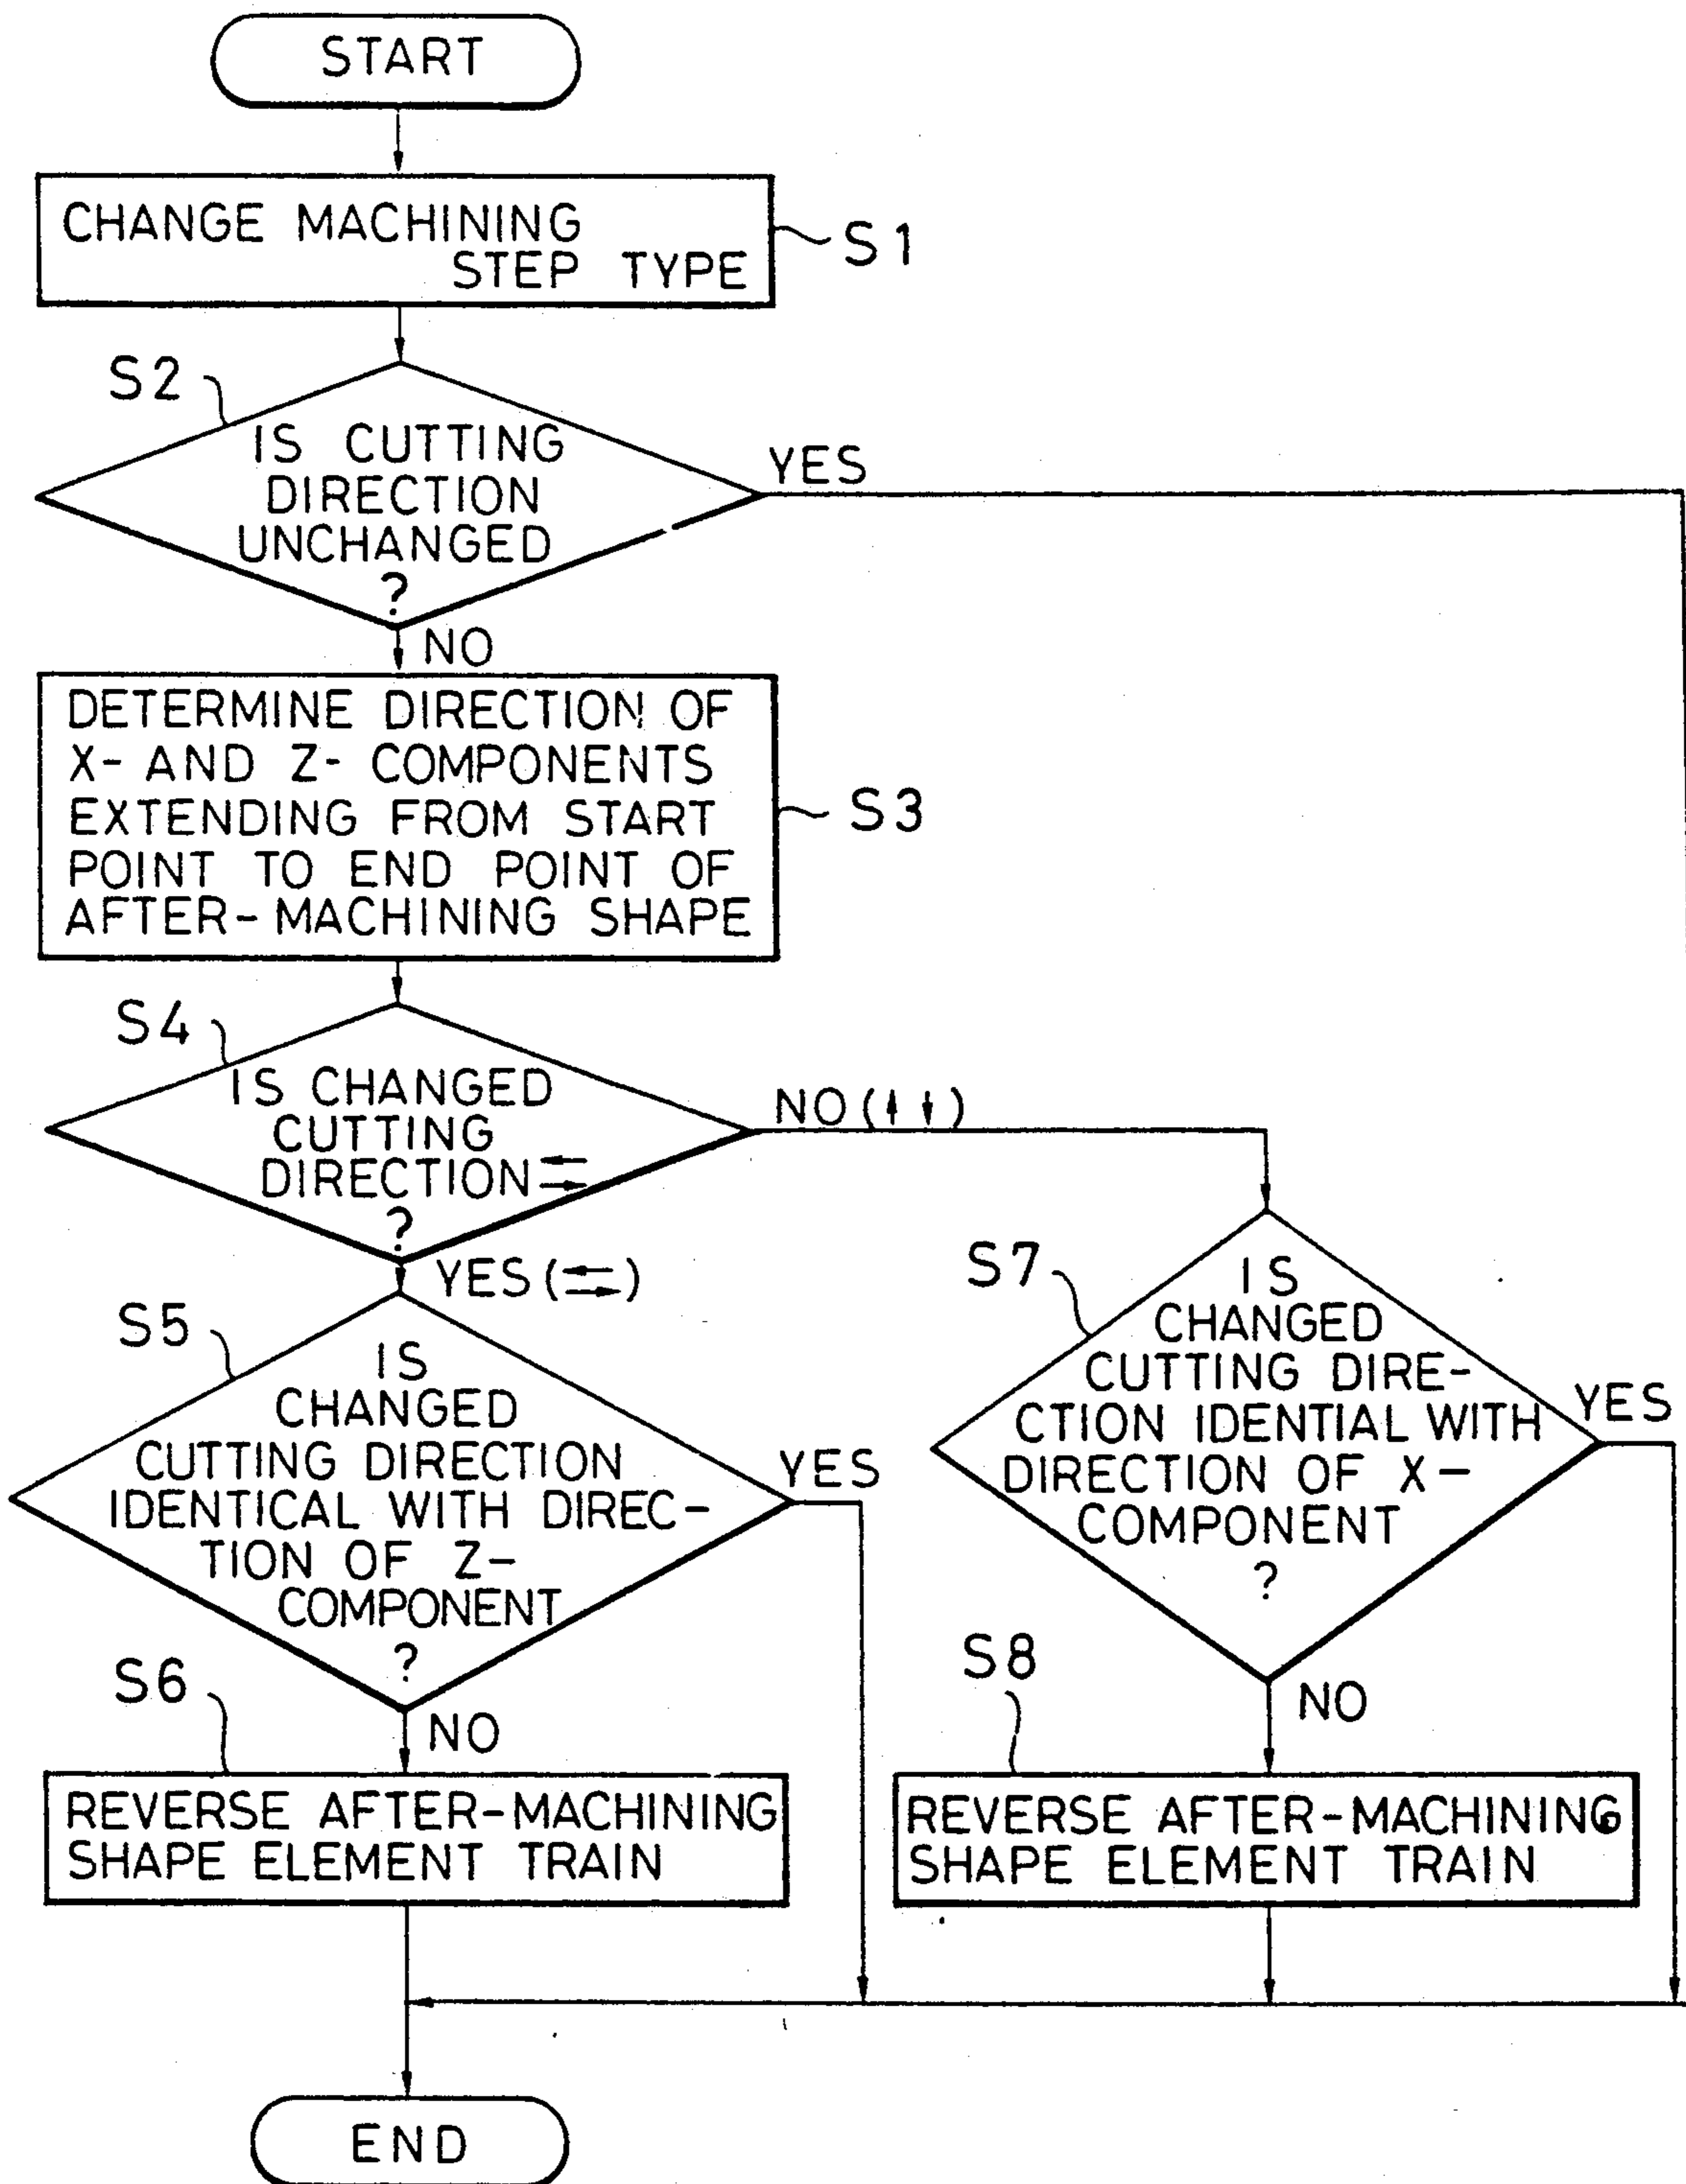 START
CHANGE MACHINING
STEP TYPE
S1
S2
IS CUTTING
DIRECTION
UNCHANGED
?
YES
NO
DETERMINE DIRECTION OF
X- AND Z- COMPONENTS
EXTENDING FROM START
POINT TO END POINT OF
AFTER-MACHINING SHAPE
S3
S4
IS CHANGED
CUTTING
DIRECTION ⇆
?
NO (↑↓)
YES (⇆)
S5
IS
CHANGED
CUTTING DIRECTION
IDENTICAL WITH DIREC-
TION OF Z-
COMPONENT
?
YES
NO
S7
IS
CHANGED
CUTTING DIRE-
CTION IDENTIAL WITH
DIRECTION OF X-
COMPONENT
?
YES
NO
S6
REVERSE AFTER-MACHINING
SHAPE ELEMENT TRAIN
S8
REVERSE AFTER-MACHINING
SHAPE ELEMENT TRAIN
END